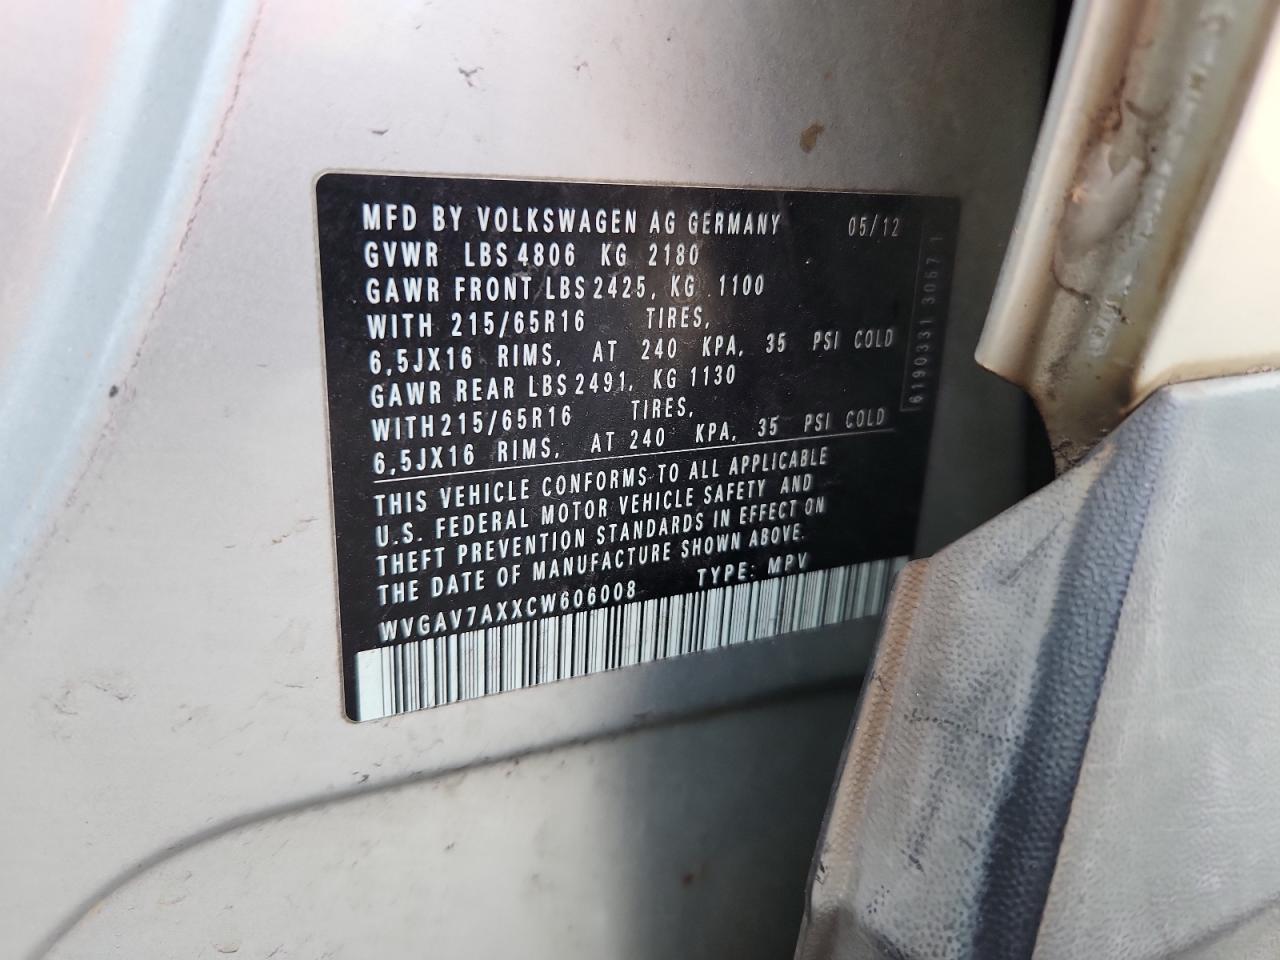 MFD BY VOLKSWAGEN AG GERMANY 05/12
GVWR LBS 4806 KG 2180
GAWR FRONT LBS 2425, KG 1100
WITH 215/65R16 TIRES,
6,5JX16 RIMS, AT 240 KPA, 35 PSI COLD
GAWR REAR LBS 2491, KG 1130
WITH 215/65R16 TIRES,
6,5JX16 RIMS, AT 240 KPA, 35 PSI COLD
THIS VEHICLE CONFORMS TO ALL APPLICABLE
U.S. FEDERAL MOTOR VEHICLE SAFETY AND
THEFT PREVENTION STANDARDS IN EFFECT ON
THE DATE OF MANUFACTURE SHOWN ABOVE.
WVGAV7AXXCW606008 TYPE: MPV